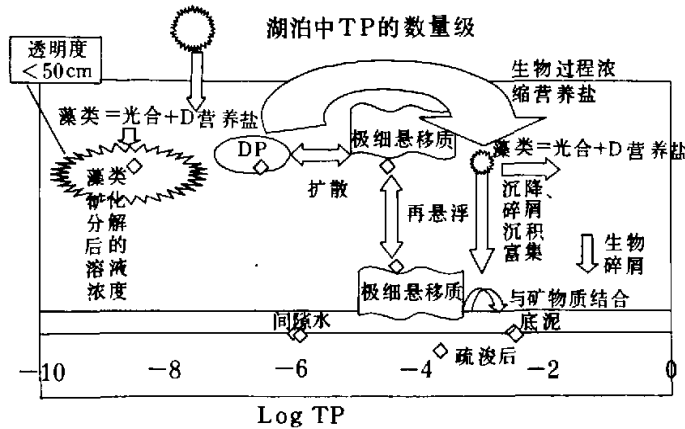 湖泊中TP的数量级
透明度
<50cm
生物过程浓
缩营养盐
藻类=光合+D营养盐
DP
极细悬移质
藻类=光合+D营养盐
藻类
矿化
分解
后的
溶液
浓度
扩散
再悬浮
沉降、
碎屑
沉积
富集
生物
碎屑
极细悬移质
与矿物质结合
间隙水
底泥
疏浚后
-10
-8
-6
-4
-2
0
Log TP